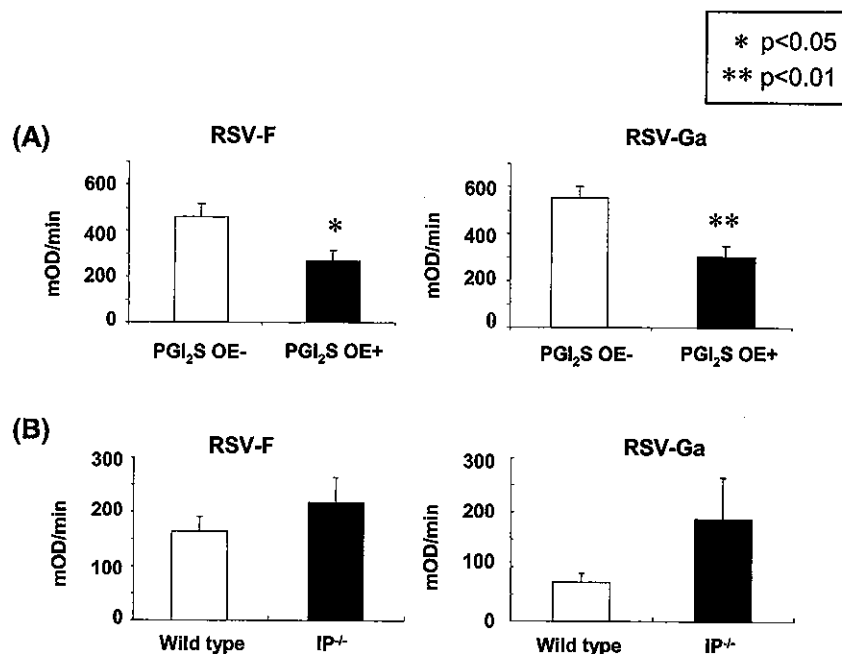 * p<0.05
** p<0.01
(A)
RSV-F
mOD/min
600
400
200
0
*
PGI₂S OE- PGI₂S OE+
RSV-Ga
mOD/min
600
400
200
0
**
PGI₂S OE- PGI₂S OE+
(B)
RSV-F
mOD/min
300
200
100
0
Wild type IP-/-
RSV-Ga
mOD/min
300
200
100
0
Wild type IP-/-